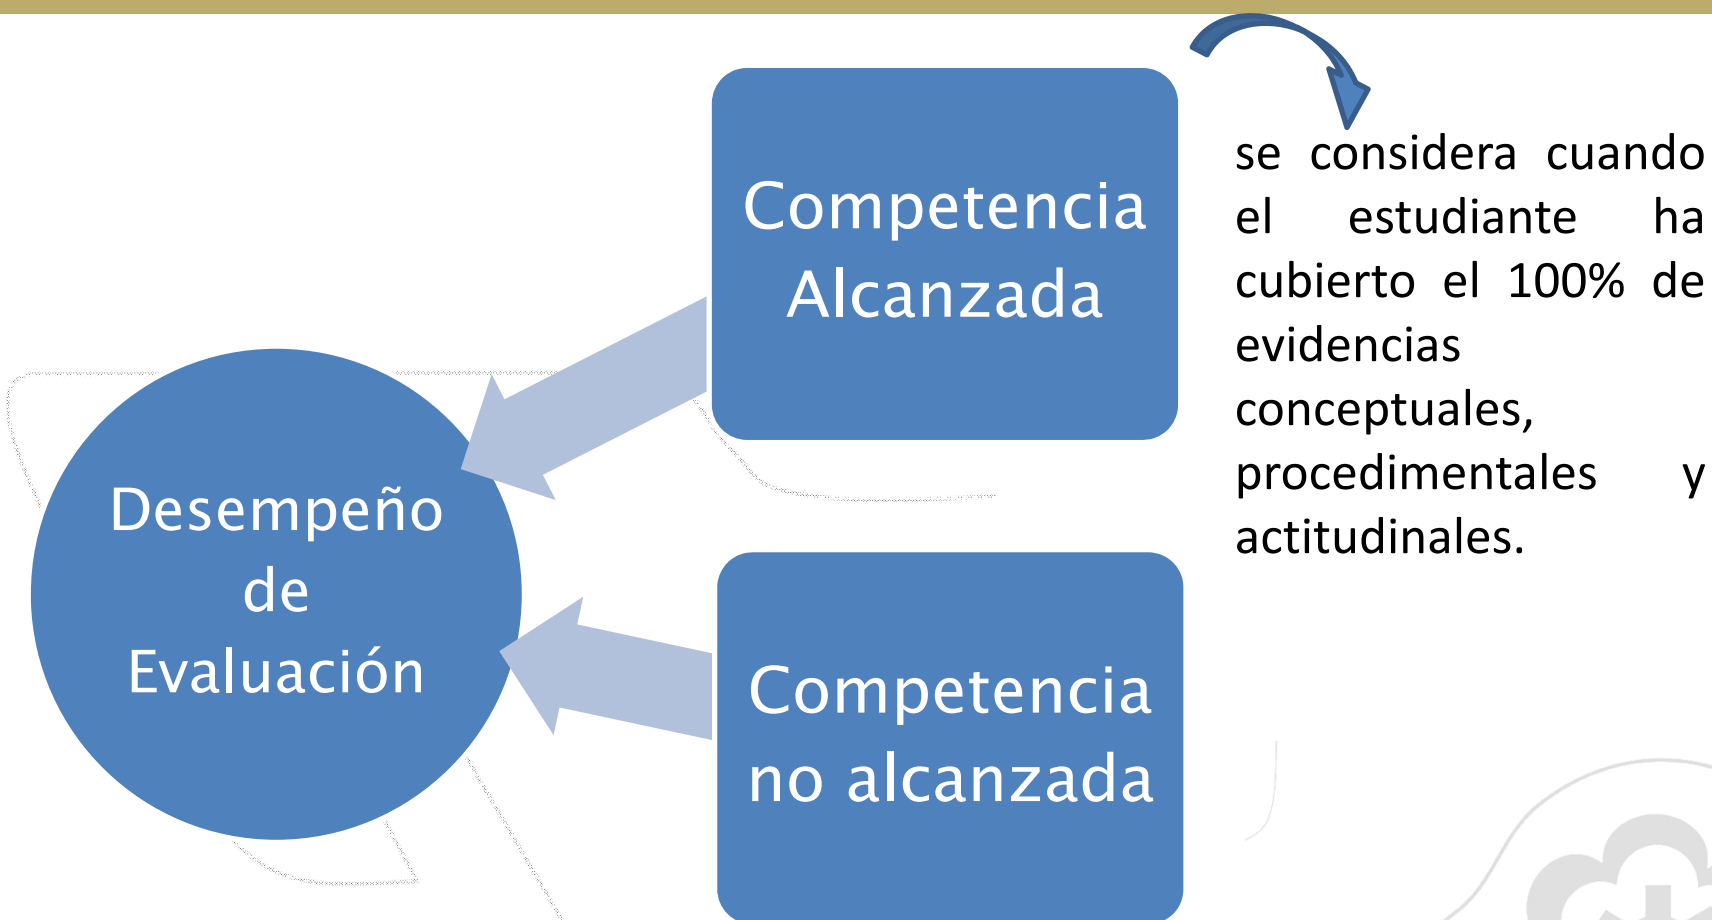 Competencia
Alcanzada
se considera cuando
el estudiante ha
cubierto el 100% de
evidencias
conceptuales,
procedimentales y
actitudinales.
Desempeño
de
Evaluación
Competencia
no alcanzada